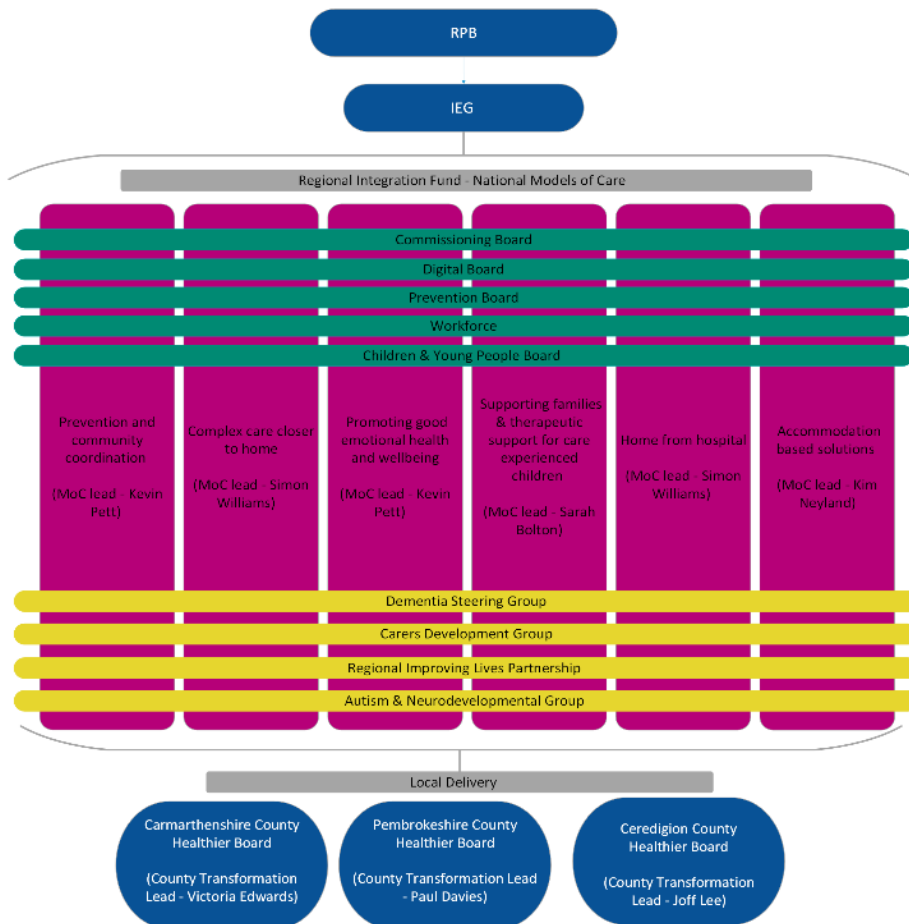 RPB
IEG
Regional Integration Fund - National Models of Care
Commissioning Board
Digital Board
Prevention Board
Workforce
Children & Young People Board
Prevention and
community
coordination
(MoC lead - Kevin
Pett)
Complex care closer
to home
(MoC lead - Simon
Williams)
Promoting good
emotional health
and wellbeing
(MoC lead - Kevin
Pett)
Supporting families
& therapeutic
support for care
experienced
children
(MoC lead - Sarah
Bolton)
Home from hospital
(MoC lead - Simon
Williams)
Accommodation
based solutions
(MoC lead - Kim
Neyland)
Dementia Steering Group
Carers Development Group
Regional Improving Lives Partnership
Autism & Neurodevelopmental Group
Local Delivery
Carmarthenshire County
Healthier Board
(County Transformation
Lead - Victoria Edwards)
Pembrokeshire County
Healthier Board
(County Transformation Lead
- Paul Davies)
Ceredigion County
Healthier Board
(County Transformation
Lead - Joff Lee)